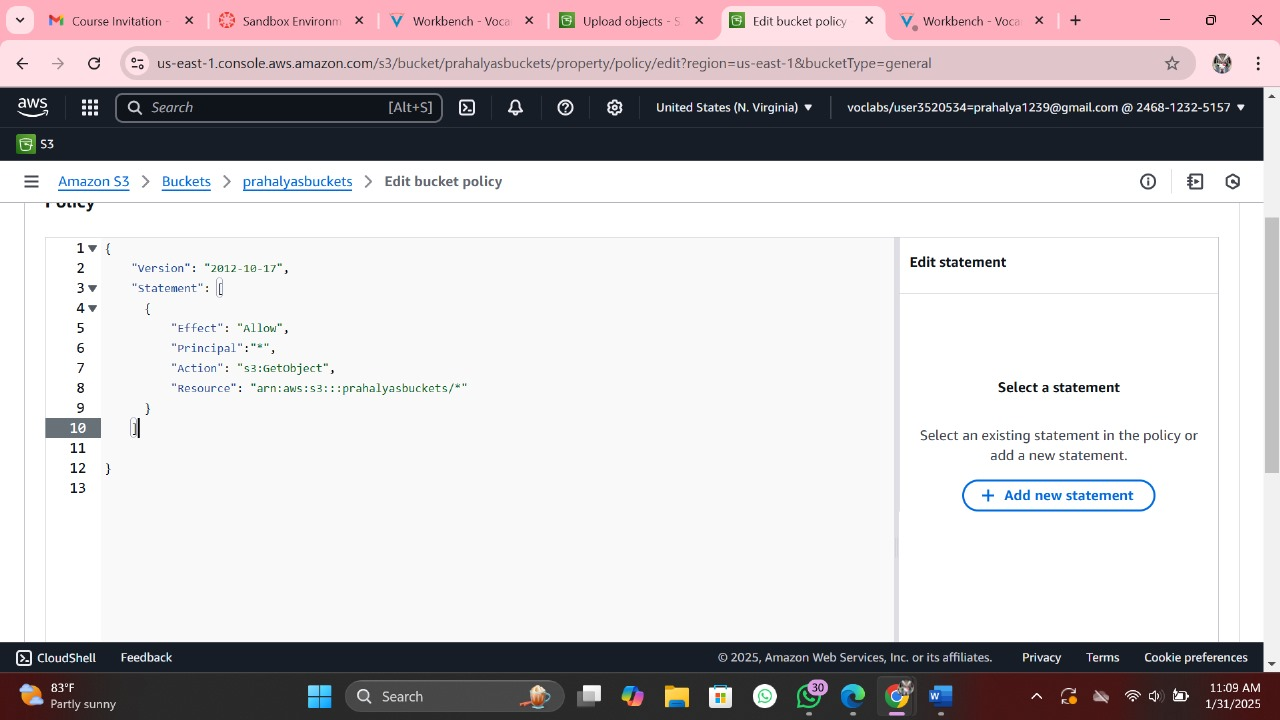 Course Invitation -
Sandbox Environm
Workbench - Voca
Upload objects - S
Edit bucket policy
Workbench - Voca
us-east-1.console.aws.amazon.com/s3/bucket/prahalyasbuckets/property/policy/edit?region=us-east-1&bucketType=general
aws
Search [Alt+S]
United States (N. Virginia)
voclabs/user3520534=prahalya1239@gmail.com @ 2468-1232-5157
S3
Amazon S3 > Buckets > prahalyasbuckets > Edit bucket policy
Policy
1 {
2 "Version": "2012-10-17",
3 "Statement": [
4 {
5 "Effect": "Allow",
6 "Principal":"*",
7 "Action": "s3:GetObject",
8 "Resource": "arn:aws:s3:::prahalyasbuckets/*"
9 }
10 ]
11
12 }
13
Edit statement
Select a statement
Select an existing statement in the policy or
add a new statement.
+ Add new statement
CloudShell
Feedback
© 2025, Amazon Web Services, Inc. or its affiliates.
Privacy
Terms
Cookie preferences
83°F
Partly sunny
Search
30
11:09 AM
1/31/2025